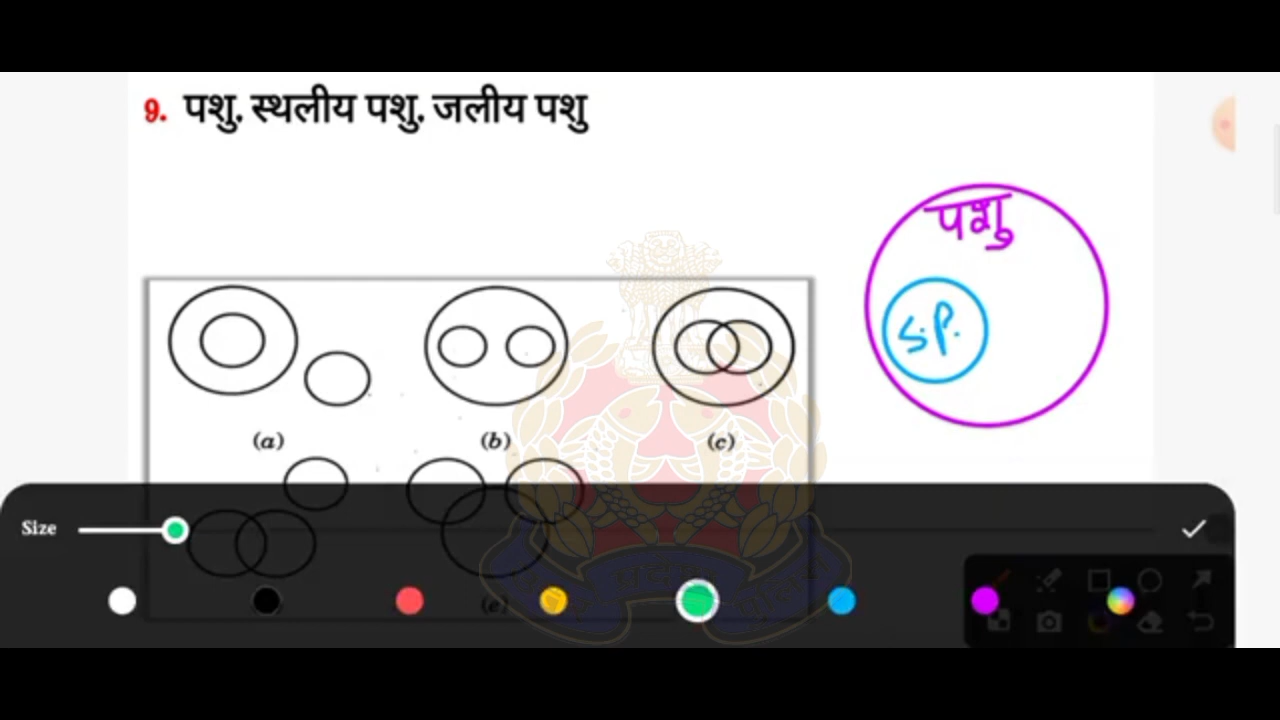 9. पशु. स्थलीय पशु. जलीय पशु
पशु
S.P.
(a) (b) (c)
Size
(e)